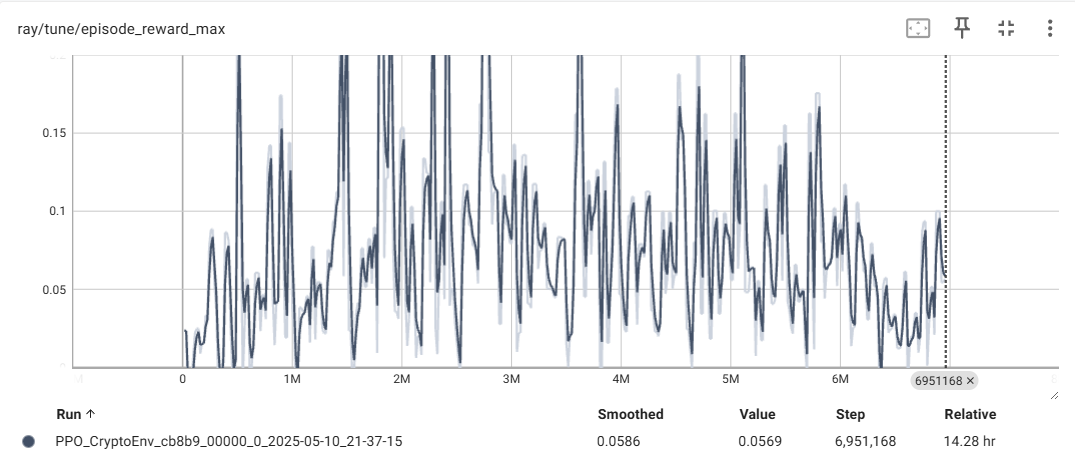 ray/tune/episode_reward_max
0.15
0.1
0.05
0 1M 2M 3M 4M 5M 6M 6951168 ×
Run ↑ Smoothed Value Step Relative
PPO_CryptoEnv_cb8b9_00000_0_2025-05-10_21-37-15 0.0586 0.0569 6,951,168 14.28 hr